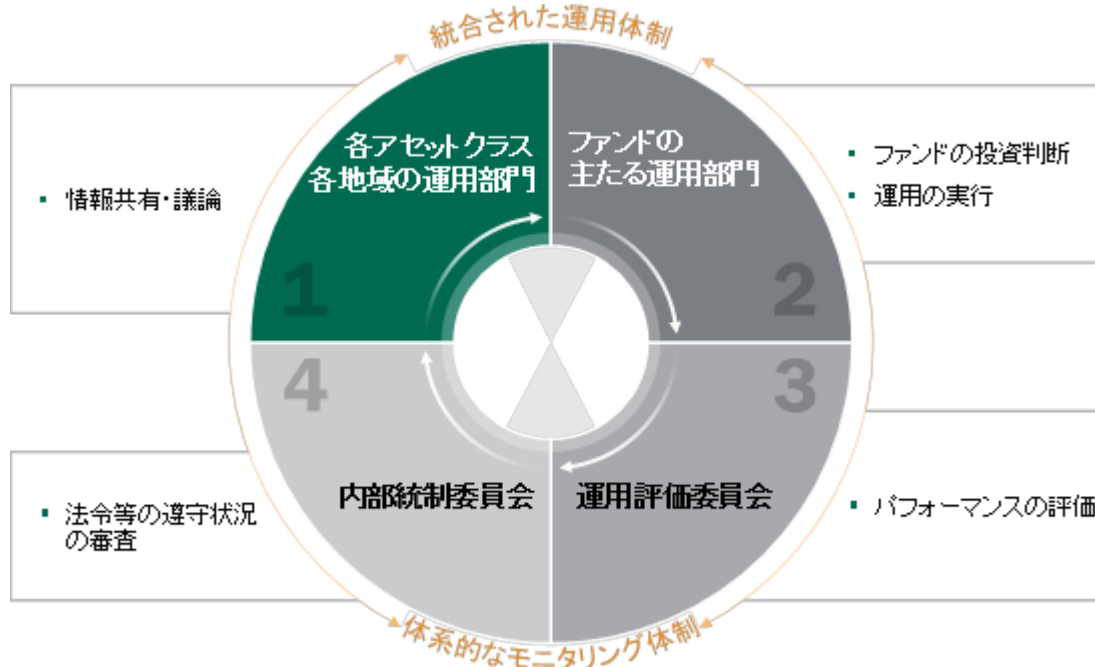 統合された運用体制
各アセットクラス
各地域の運用部門
ファンドの
主たる運用部門
▪ 情報共有・議論
▪ ファンドの投資判断
▪ 運用の実行
1
2
4
3
内部統制委員会
運用評価委員会
▪ 法令等の遵守状況
の審査
▪ パフォーマンスの評価
体系的なモニタリング体制